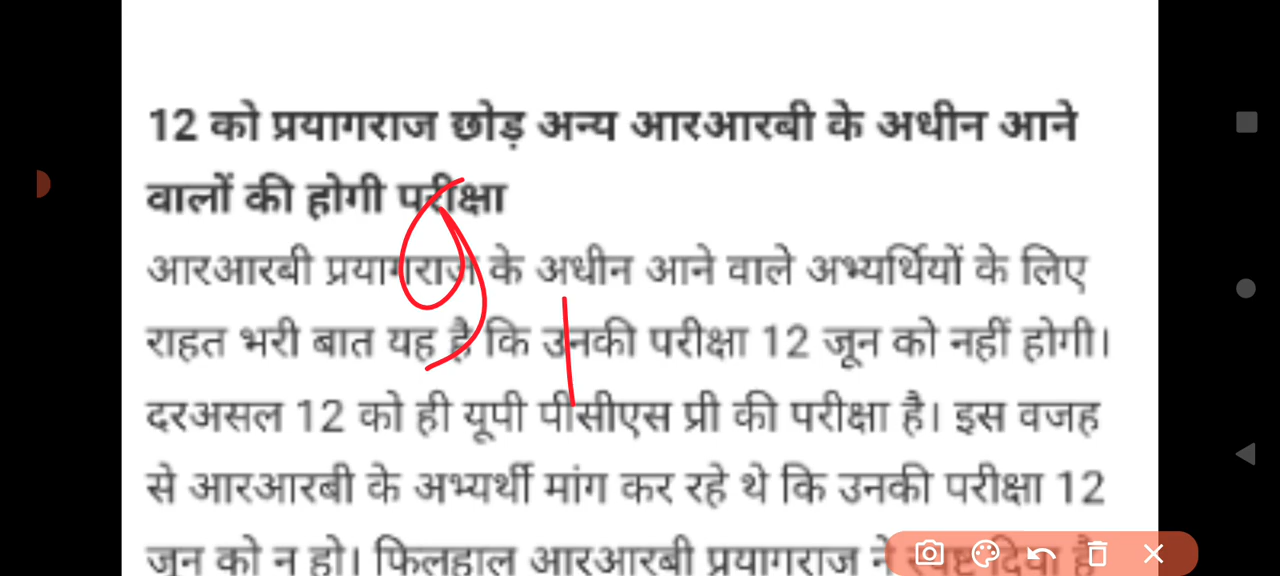 12 को प्रयागराज छोड़ अन्य आरआरबी के अधीन आने
वालों की होगी परीक्षा
आरआरबी प्रयागराज के अधीन आने वाले अभ्यर्थियों के लिए
राहत भरी बात यह है कि उनकी परीक्षा 12 जून को नहीं होगी।
दरअसल 12 को ही यूपी पीसीएस प्री की परीक्षा है। इस वजह
से आरआरबी के अभ्यर्थी मांग कर रहे थे कि उनकी परीक्षा 12
जून को न हो। फिलहाल आरआरबी प्रयागराज ने